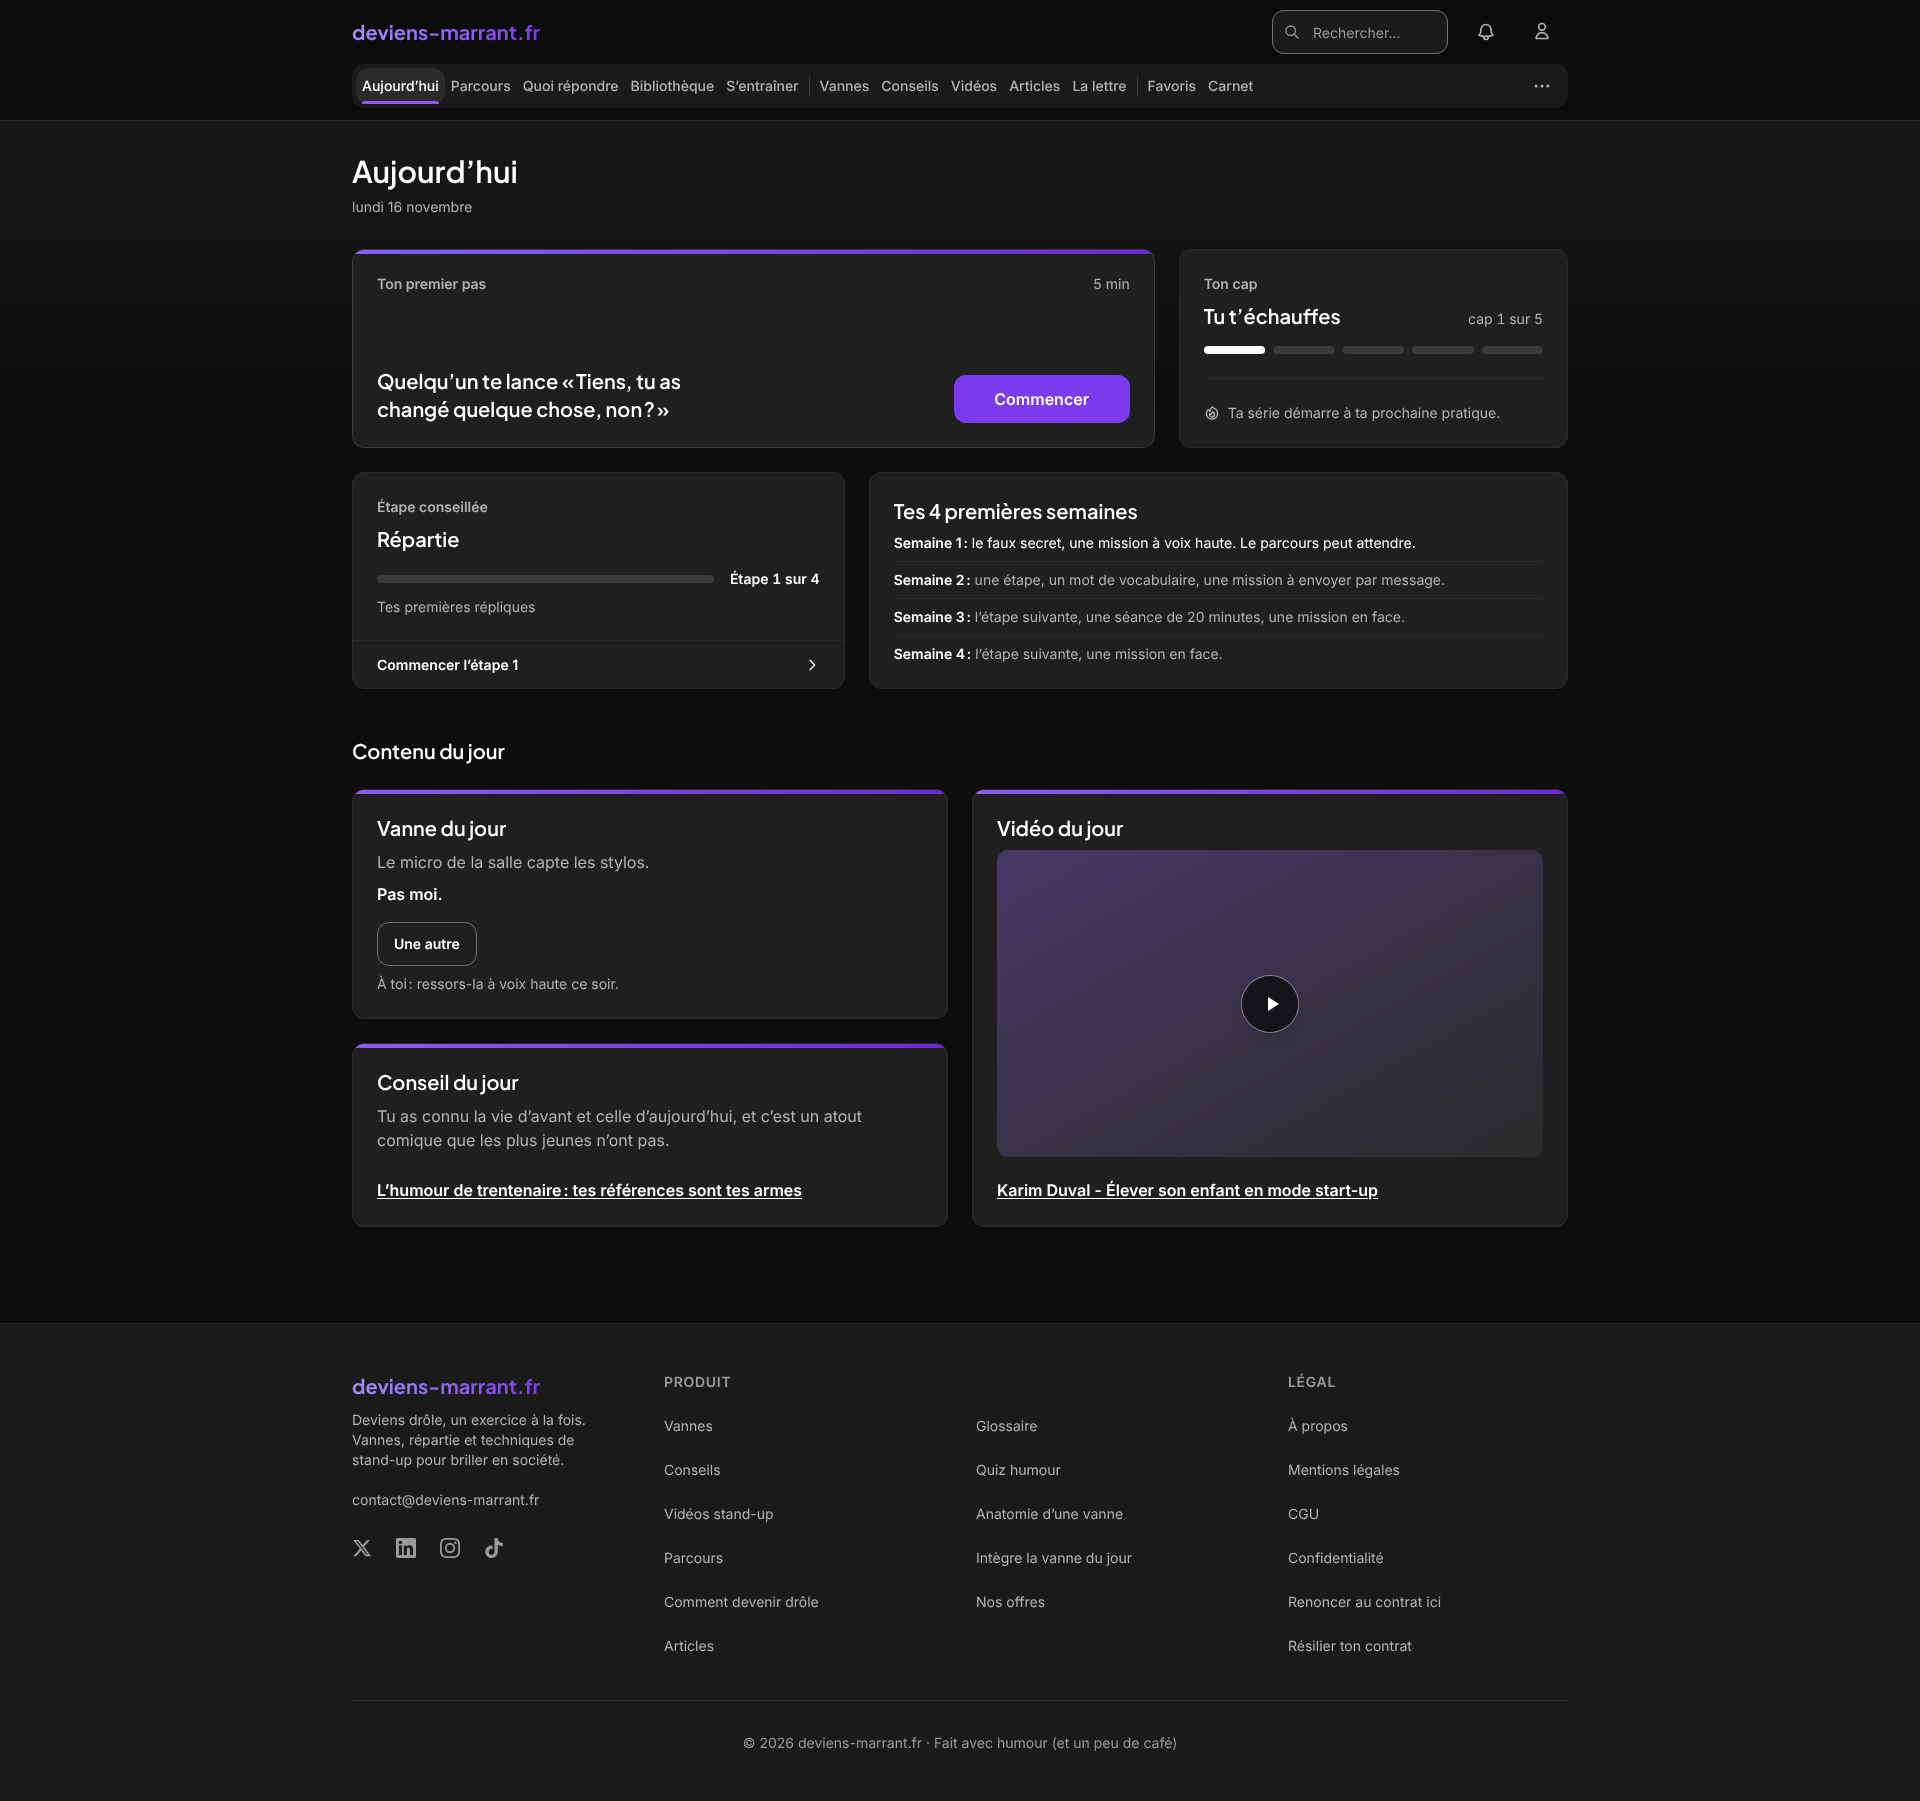 deviens-marrant.fr
Rechercher...
Aujourd’hui Parcours Quoi répondre Bibliothèque S’entraîner Vannes Conseils Vidéos Articles La lettre Favoris Carnet
Aujourd’hui
lundi 16 novembre
Ton premier pas
5 min
Quelqu’un te lance « Tiens, tu as
changé quelque chose, non ? »
Commencer
Ton cap
Tu t’échauffes
cap 1 sur 5
Ta série démarre à ta prochaine pratique.
Étape conseillée
Répartie
Étape 1 sur 4
Tes premières répliques
Commencer l’étape 1
Tes 4 premières semaines
Semaine 1 : le faux secret, une mission à voix haute. Le parcours peut attendre.
Semaine 2 : une étape, un mot de vocabulaire, une mission à envoyer par message.
Semaine 3 : l’étape suivante, une séance de 20 minutes, une mission en face.
Semaine 4 : l’étape suivante, une mission en face.
Contenu du jour
Vanne du jour
Le micro de la salle capte les stylos.
Pas moi.
Une autre
À toi : ressors-la à voix haute ce soir.
Conseil du jour
Tu as connu la vie d’avant et celle d’aujourd’hui, et c’est un atout
comique que les plus jeunes n’ont pas.
L’humour de trentenaire : tes références sont tes armes
Vidéo du jour
Karim Duval - Élever son enfant en mode start-up
deviens-marrant.fr
Deviens drôle, un exercice à la fois.
Vannes, répartie et techniques de
stand-up pour briller en société.
contact@deviens-marrant.fr
PRODUIT
Vannes
Conseils
Vidéos stand-up
Parcours
Comment devenir drôle
Articles
Glossaire
Quiz humour
Anatomie d’une vanne
Intègre la vanne du jour
Nos offres
LÉGAL
À propos
Mentions légales
CGU
Confidentialité
Renoncer au contrat ici
Résilier ton contrat
© 2026 deviens-marrant.fr · Fait avec humour (et un peu de café)